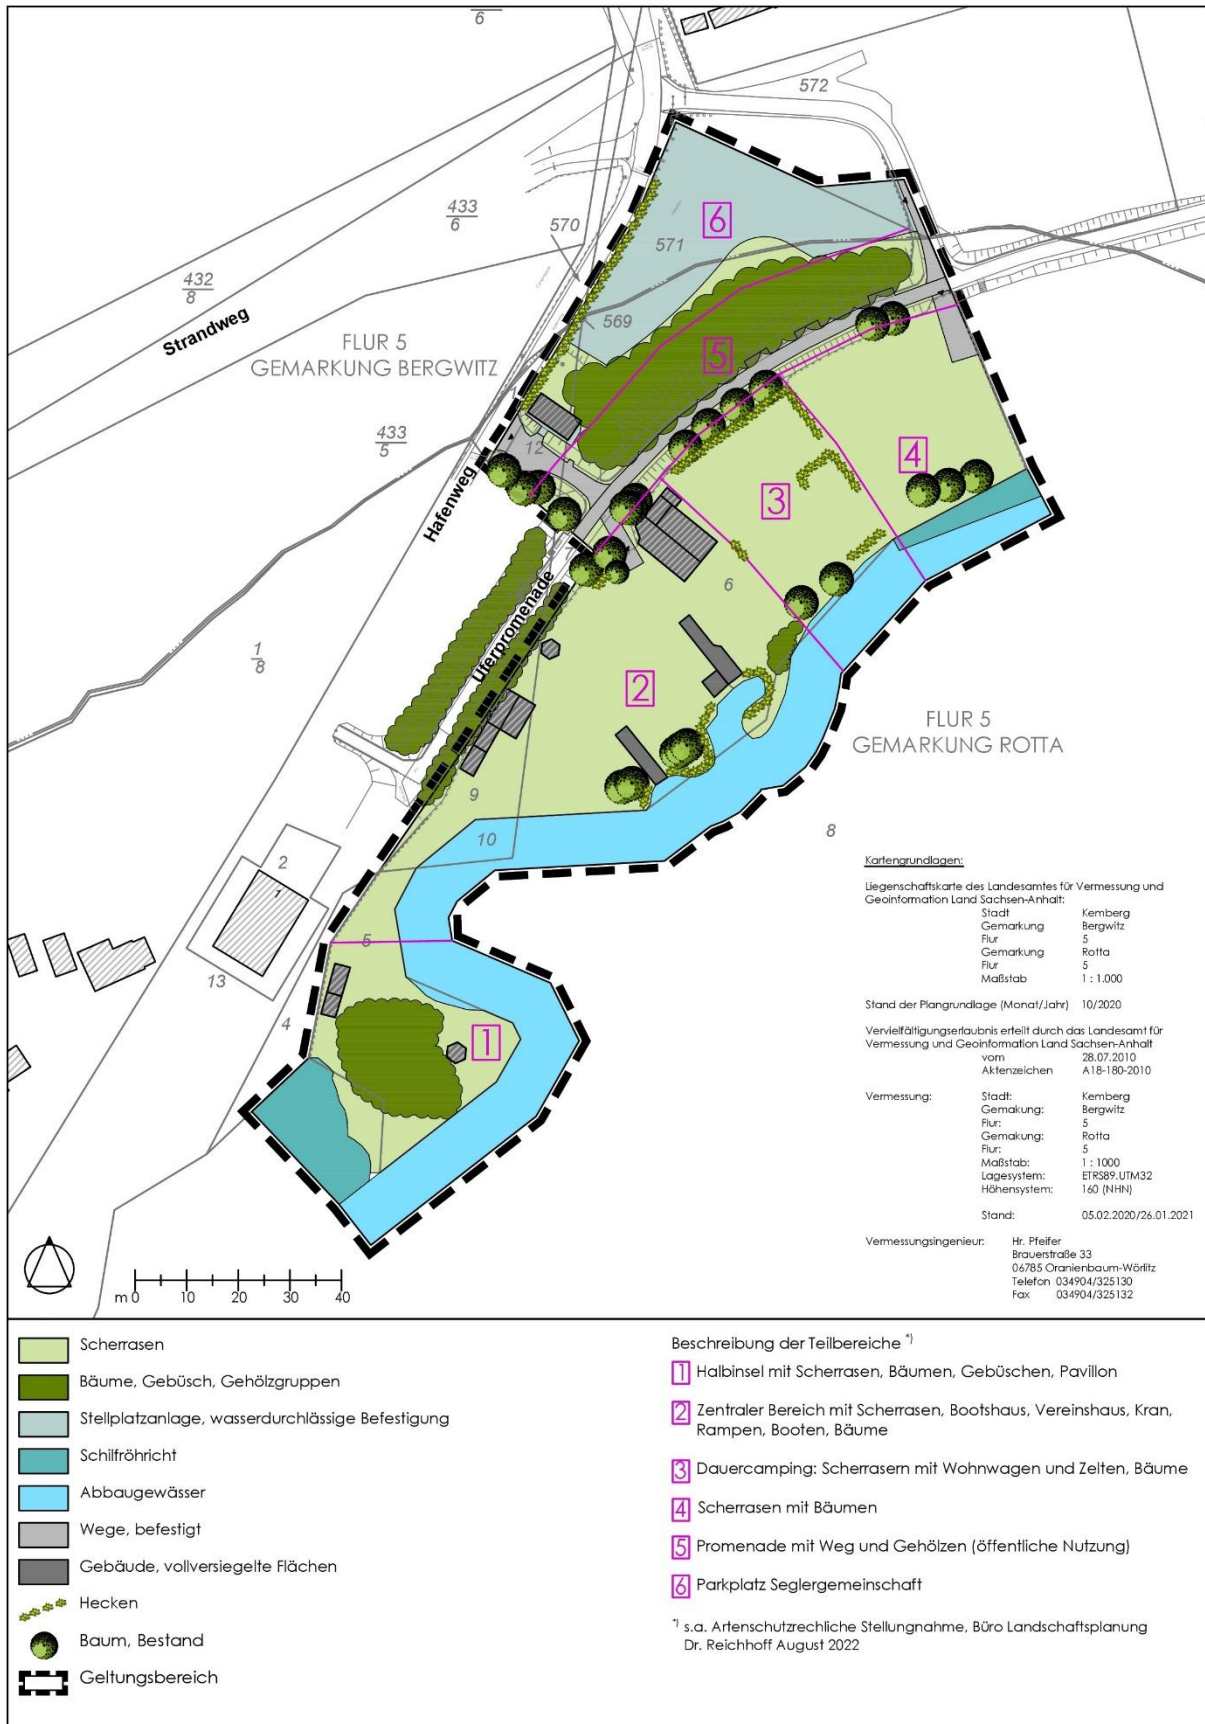 6
572
433
6
570
571
6
432
8
Strandweg
569
FLUR 5
GEMARKUNG BERGWITZ
5
433
5
12
4
Hafenweg
3
7
6
Uferpromenade
1
8
2
FLUR 5
GEMARKUNG ROTTA
9
10
8
2
1
5
13
4
1
Kartengrundlagen:
Liegenschaftskarte des Landesamtes für Vermessung und
Geoinformation Land Sachsen-Anhalt:
Stadt Kemberg
Gemarkung Bergwitz
Flur 5
Gemarkung Rotta
Flur 5
Maßstab 1 : 1.000
Stand der Plangrundlage (Monat/Jahr) 10/2020
Vervielfältigungserlaubnis erteilt durch das Landesamt für
Vermessung und Geoinformation Land Sachsen-Anhalt
vom 28.07.2010
Aktenzeichen A18-180-2010
Vermessung: Stadt: Kemberg
Gemakung: Bergwitz
Flur: 5
Gemakung: Rotta
Flur: 5
Maßstab: 1 : 1000
Lagesystem: ETRS89.UTM32
Höhensystem: 160 (NHN)
Stand: 05.02.2020/26.01.2021
Vermessungsingenieur: Hr. Pfeifer
Brauerstraße 33
06785 Oranienbaum-Wörlitz
Telefon 034904/325130
Fax 034904/325132
m 0 10 20 30 40
Scherrasen
Bäume, Gebüsch, Gehölzgruppen
Stellplatzanlage, wasserdurchlässige Befestigung
Schilfröhricht
Abbaugewässer
Wege, befestigt
Gebäude, vollversiegelte Flächen
Hecken
Baum, Bestand
Geltungsbereich
Beschreibung der Teilbereiche *)
1 Halbinsel mit Scherrasen, Bäumen, Gebüschen, Pavillon
2 Zentraler Bereich mit Scherrasen, Bootshaus, Vereinshaus, Kran,
Rampen, Booten, Bäume
3 Dauercamping: Scherrasern mit Wohnwagen und Zelten, Bäume
4 Scherrasen mit Bäumen
5 Promenade mit Weg und Gehölzen (öffentliche Nutzung)
6 Parkplatz Seglergemeinschaft
*) s.a. Artenschutzrechliche Stellungnahme, Büro Landschaftsplanung
Dr. Reichhoff August 2022